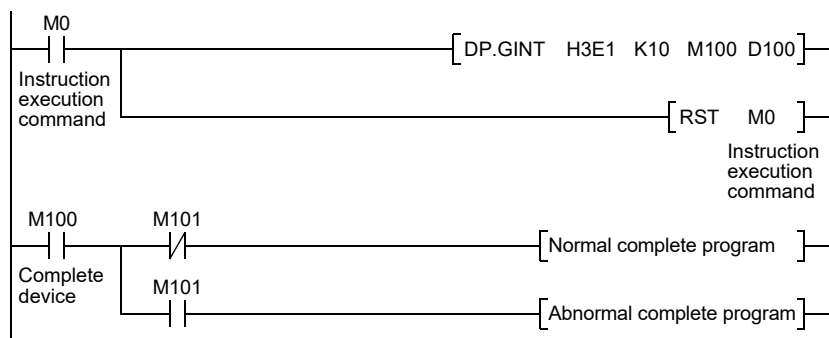 M0
DP.GINT H3E1 K10 M100 D100
Instruction
execution
command
RST M0
Instruction
execution
command
M100
M101
Normal complete program
Complete
device
M101
Abnormal complete program